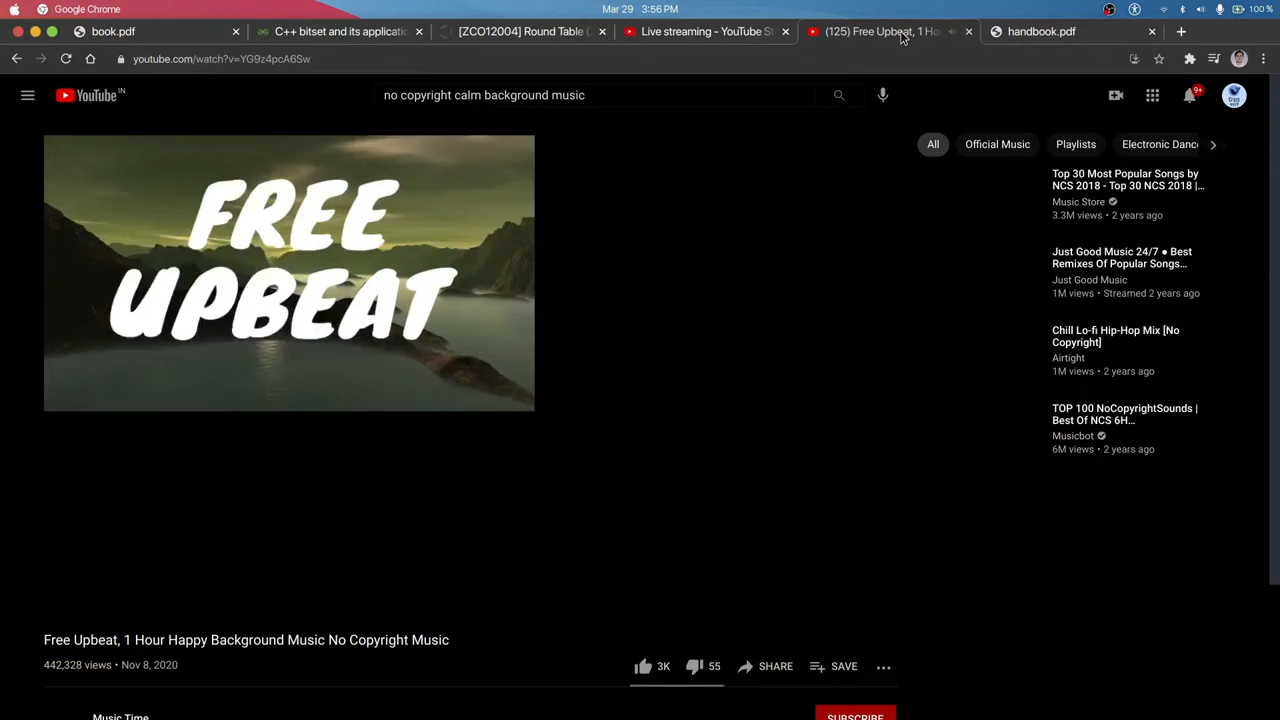 Google Chrome
Mar 29 3:56 PM
100 %
book.pdf
C++ bitset and its applicatio
[ZCO12004] Round Table (
Live streaming - YouTube St
(125) Free Upbeat, 1 Ho
handbook.pdf
youtube.com/watch?v=YG9z4pcA6Sw
YouTube IN
no copyright calm background music
9+
FREE
UPBEAT
All
Official Music
Playlists
Electronic Dance
Top 30 Most Popular Songs by
NCS 2018 - Top 30 NCS 2018 |...
Music Store
3.3M views • 2 years ago
Just Good Music 24/7 ● Best
Remixes Of Popular Songs...
Just Good Music
1M views • Streamed 2 years ago
Chill Lo-fi Hip-Hop Mix [No
Copyright]
Airtight
1M views • 2 years ago
TOP 100 NoCopyrightSounds |
Best Of NCS 6H...
Musicbot
6M views • 2 years ago
Free Upbeat, 1 Hour Happy Background Music No Copyright Music
442,328 views • Nov 8, 2020
3K
55
SHARE
SAVE
Music Time
SUBSCRIBE